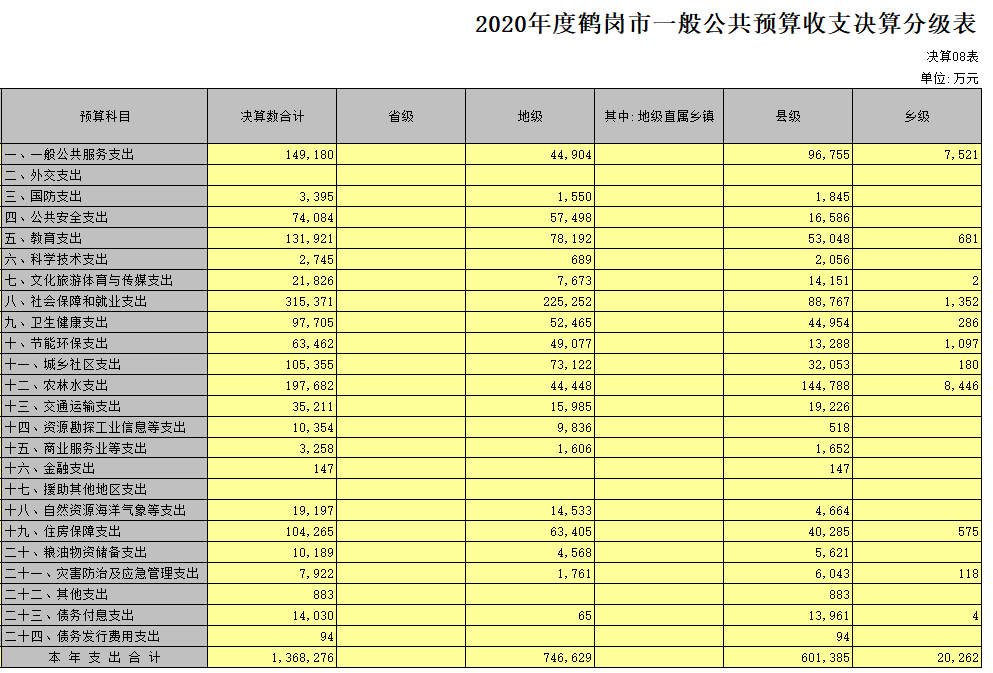 2020年度鹤岗市一般公共预算收支决算分级表
决算08表
单位:万元
预算科目 决算数合计 省级 地级 其中:地级直属乡镇 县级 乡级
一、一般公共服务支出 149,180 44,904 96,755 7,521
二、外交支出
三、国防支出 3,395 1,550 1,845
四、公共安全支出 74,084 57,498 16,586
五、教育支出 131,921 78,192 53,048 681
六、科学技术支出 2,745 689 2,056
七、文化旅游体育与传媒支出 21,826 7,673 14,151 2
八、社会保障和就业支出 315,371 225,252 88,767 1,352
九、卫生健康支出 97,705 52,465 44,954 286
十、节能环保支出 63,462 49,077 13,288 1,097
十一、城乡社区支出 105,355 73,122 32,053 180
十二、农林水支出 197,682 44,448 144,788 8,446
十三、交通运输支出 35,211 15,985 19,226
十四、资源勘探工业信息等支出 10,354 9,836 518
十五、商业服务业等支出 3,258 1,606 1,652
十六、金融支出 147 147
十七、援助其他地区支出
十八、自然资源海洋气象等支出 19,197 14,533 4,664
十九、住房保障支出 104,265 63,405 40,285 575
二十、粮油物资储备支出 10,189 4,568 5,621
二十一、灾害防治及应急管理支出 7,922 1,761 6,043 118
二十二、其他支出 883 883
二十三、债务付息支出 14,030 65 13,961 4
二十四、债务发行费用支出 94 94
本年支出合计 1,368,276 746,629 601,385 20,262